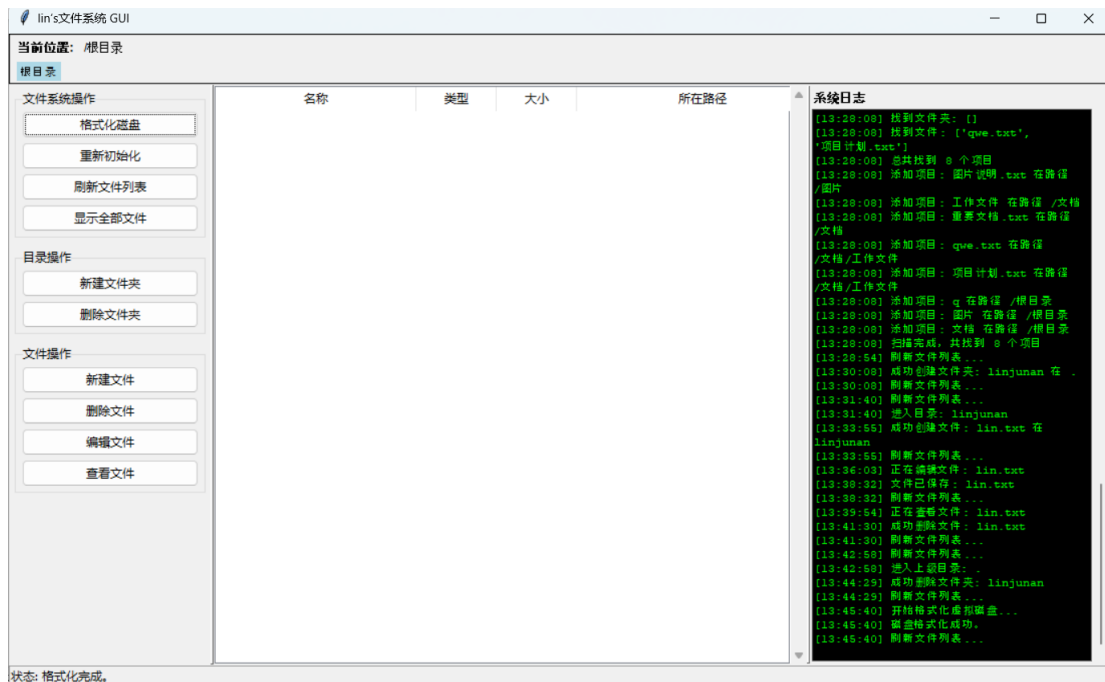 lin's文件系统 GUI
当前位置: /根目录
根目录
文件系统操作
格式化磁盘
重新初始化
刷新文件列表
显示全部文件
目录操作
新建文件夹
删除文件夹
文件操作
新建文件
删除文件
编辑文件
查看文件
名称 类型 大小 所在路径
系统日志
[13:28:08] 找到文件夹: []
[13:28:08] 找到文件: ['qwe.txt',
'项目计划.txt']
[13:28:08] 总共找到 8 个项目
[13:28:08] 添加项目: 图片说明.txt 在路径
/图片
[13:28:08] 添加项目: 工作文件 在路径 /文档
[13:28:08] 添加项目: 重要文档.txt 在路径
/文档
[13:28:08] 添加项目: qwe.txt 在路径
/文档/工作文件
[13:28:08] 添加项目: 项目计划.txt 在路径
/文档/工作文件
[13:28:08] 添加项目: q 在路径 /根目录
[13:28:08] 添加项目: 图片 在路径 /根目录
[13:28:08] 添加项目: 文档 在路径 /根目录
[13:28:08] 扫描完成，共找到 8 个项目
[13:28:54] 刷新文件列表...
[13:30:08] 成功创建文件夹: linjunan 在 .
[13:30:08] 刷新文件列表...
[13:31:40] 刷新文件列表...
[13:31:40] 进入目录: linjunan
[13:33:55] 成功创建文件: lin.txt 在
linjunan
[13:33:55] 刷新文件列表...
[13:36:03] 正在编辑文件: lin.txt
[13:38:32] 文件已保存: lin.txt
[13:38:32] 刷新文件列表...
[13:39:54] 正在查看文件: lin.txt
[13:41:30] 成功删除文件: lin.txt
[13:41:30] 刷新文件列表...
[13:42:58] 刷新文件列表...
[13:42:58] 进入上级目录: .
[13:44:29] 成功删除文件夹: linjunan
[13:44:29] 刷新文件列表...
[13:45:40] 开始格式化虚拟磁盘...
[13:45:40] 磁盘格式化成功。
[13:45:40] 刷新文件列表...
状态: 格式化完成。